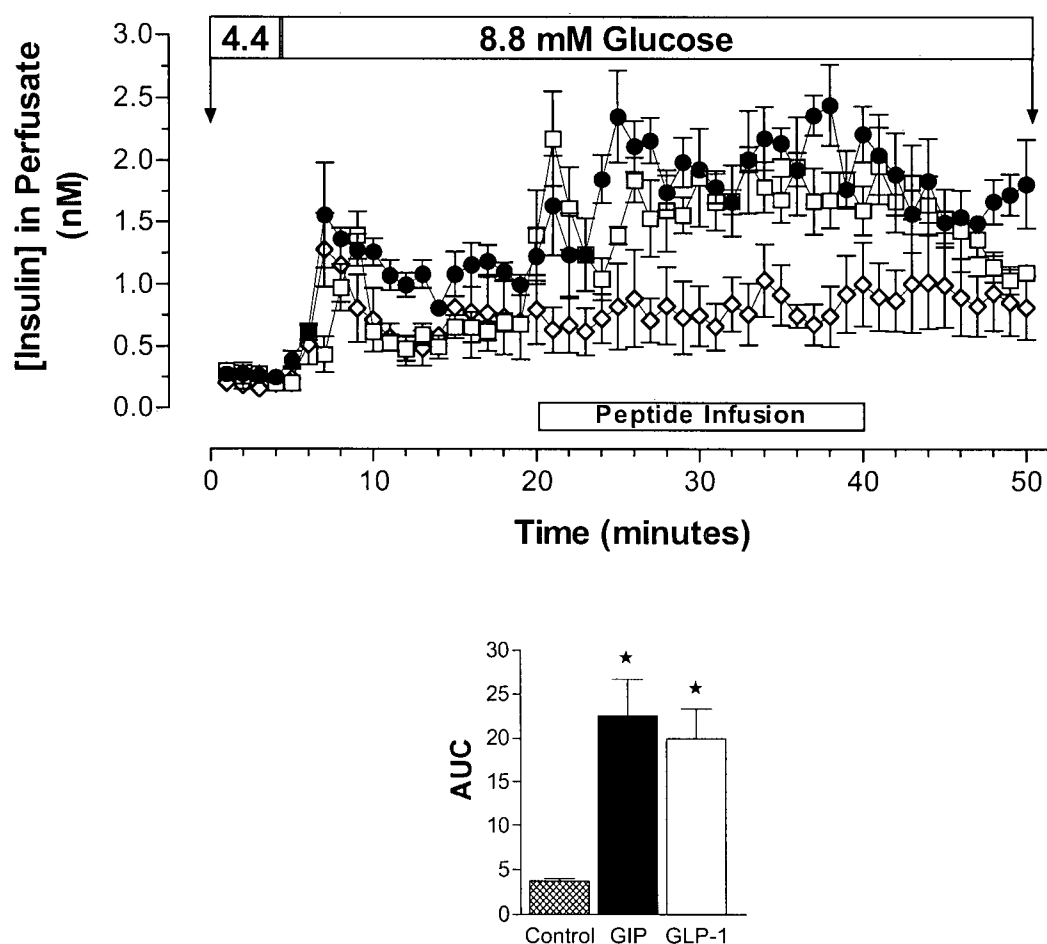 [Insulin] in Perfusate
(nM)
3.0
2.5
2.0
1.5
1.0
0.5
0.0
4.4
8.8 mM Glucose
Peptide Infusion
0 10 20 30 40 50
Time (minutes)
AUC
30
25
20
15
10
5
0
★ ★
Control GIP GLP-1